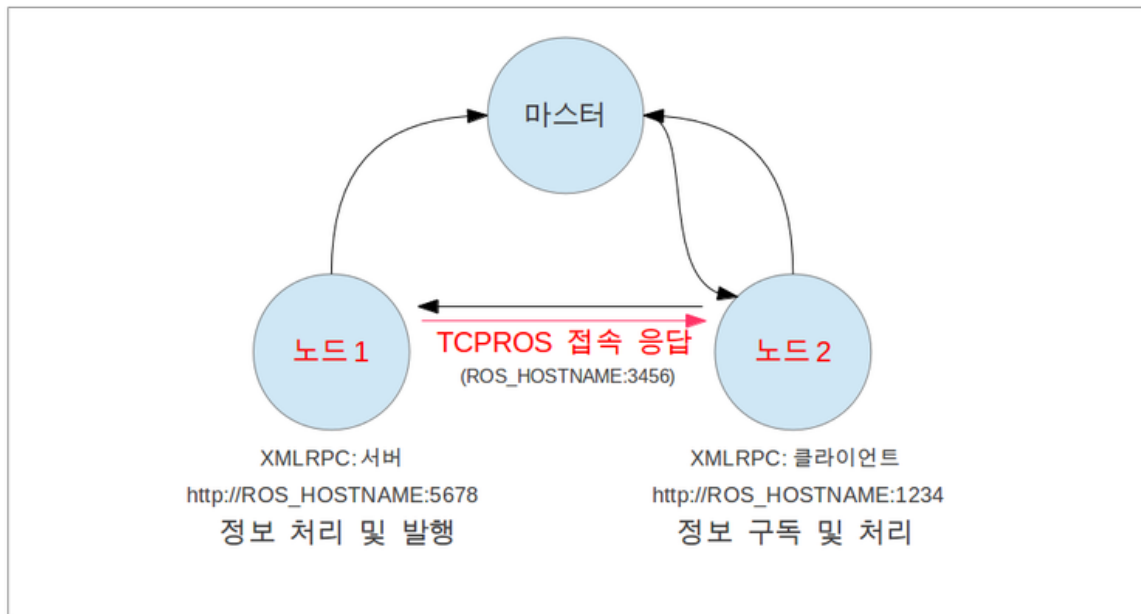 마스터
노드 1
TCPROS 접속 응답
(ROS_HOSTNAME:3456)
노드 2
XMLRPC: 서버
http://ROS_HOSTNAME:5678
정보 처리 및 발행
XMLRPC: 클라이언트
http://ROS_HOSTNAME:1234
정보 구독 및 처리